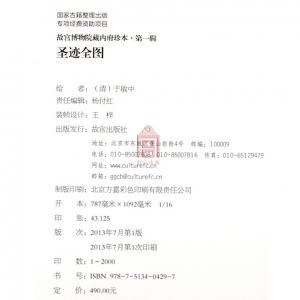 国家古籍整理出版
专项经费资助项目
故宫博物院藏内府珍本·第一辑
圣迹全图
绘 者：（清）于敏中
责任编辑：杨付红
装帧设计：王 梓
出版发行：故宫出版社
地址：北京市东城区景山前街4号 邮编：100009
电话：010-85007808 010-85007816 传真：010-65129479
网址：www.culturefc.cn
邮箱：ggcb@culturefc.cn
制版印刷：北京方嘉彩色印刷有限责任公司
开 本：787毫米×1092毫米 1/16
印 张：43.125
版 次：2013年7月第1版
2013年7月第1次印刷
印 数：1~2000
书 号：ISBN 978-7-5134-0429-7
定 价：490.00元